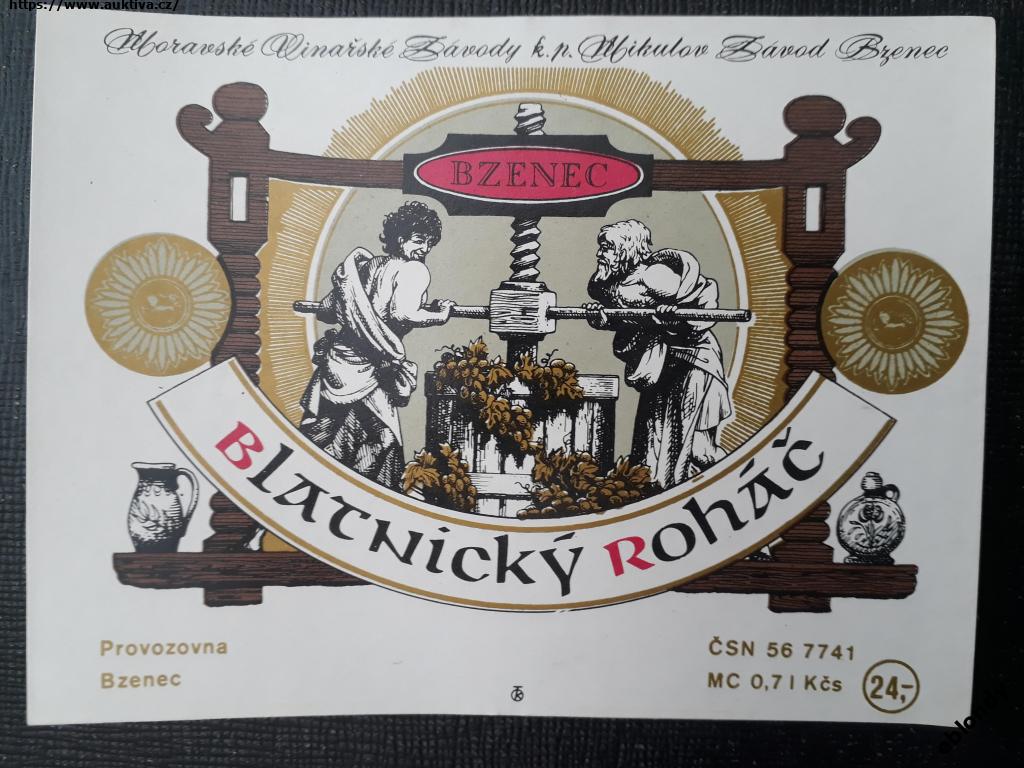 https://www.auktiva.cz/
Moravské Vinařské Závody k.p. Mikulov Závod Bzenec
BZENEC
Blatnický Roháč
Provozovna
Bzenec
ČSN 56 7741
MC 0,7 l Kčs 24,-